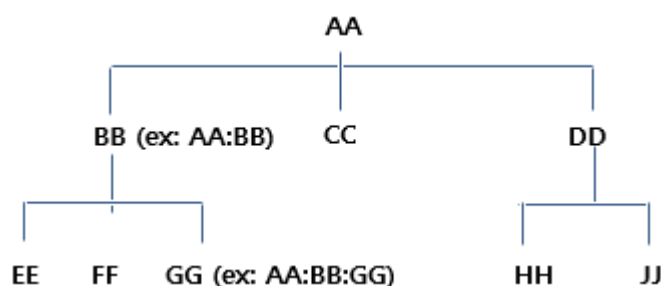 AA
BB (ex: AA:BB) CC DD
EE FF GG (ex: AA:BB:GG) HH JJ